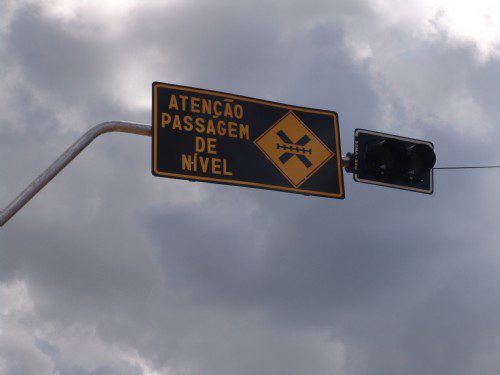 ATENÇÃO
PASSAGEM
DE
NÍVEL